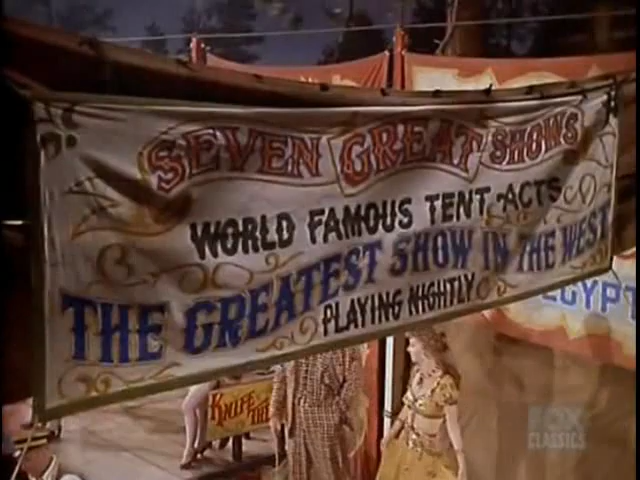 SEVEN GREAT SHOWS
WORLD FAMOUS TENT-ACTS
THE GREATEST SHOW IN THE WEST
PLAYING NIGHTLY
EGYPT
KNIFE
FOX
CLASSICS